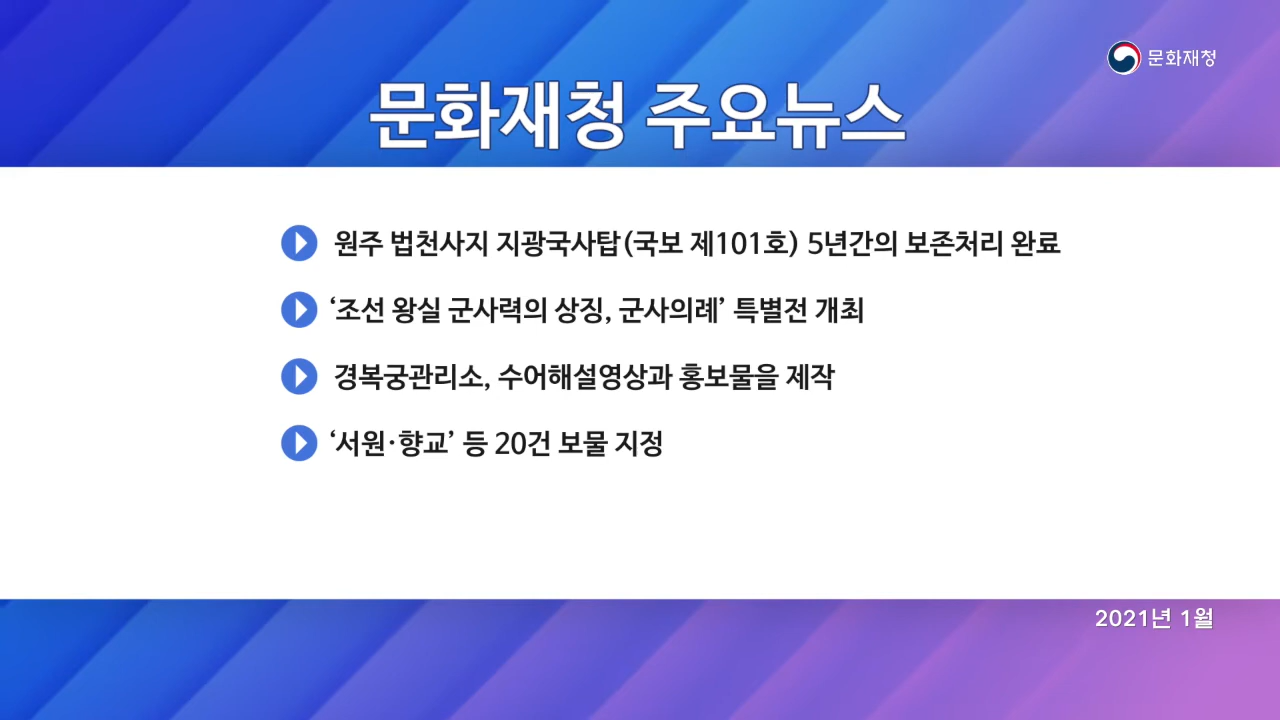 문화재청
문화재청 주요뉴스
원주 법천사지 지광국사탑(국보 제101호) 5년간의 보존처리 완료
‘조선 왕실 군사력의 상징, 군사의례’ 특별전 개최
경복궁관리소, 수어해설영상과 홍보물을 제작
‘서원·향교’ 등 20건 보물 지정
2021년 1월